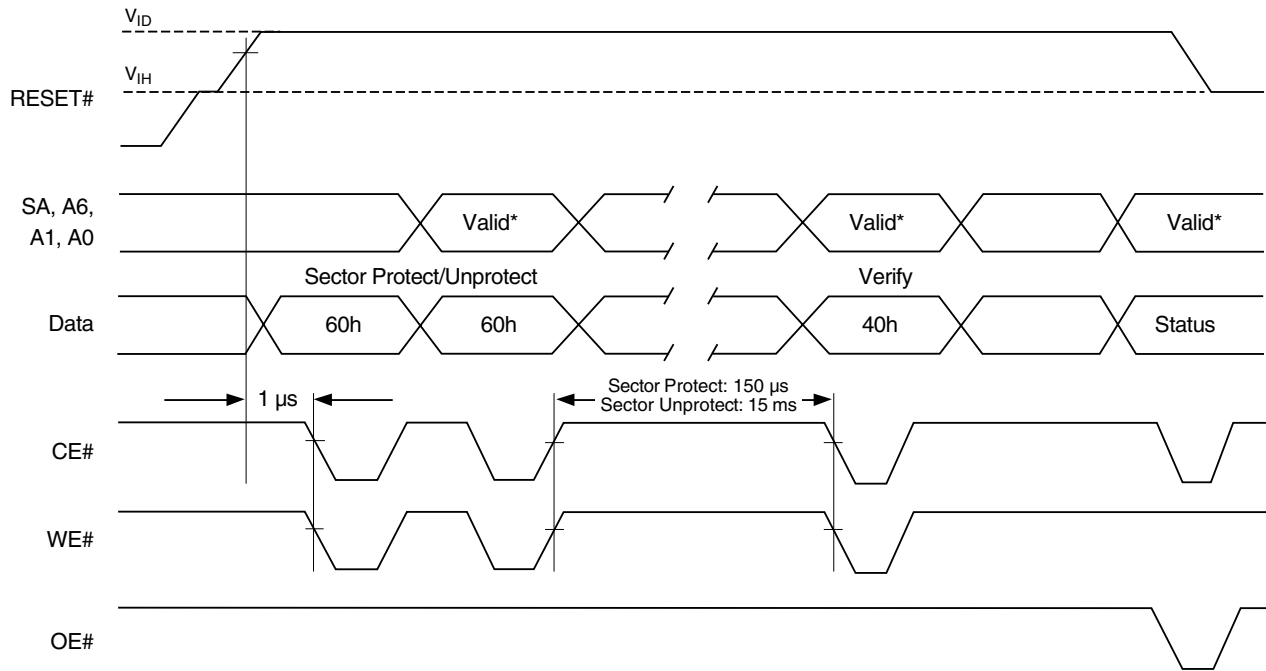 VID
VIH
RESET#
SA, A6,
A1, A0
Valid*
Valid*
Valid*
Sector Protect/Unprotect
Verify
Data
60h
60h
40h
Status
1 µs
Sector Protect: 150 µs
Sector Unprotect: 15 ms
CE#
WE#
OE#